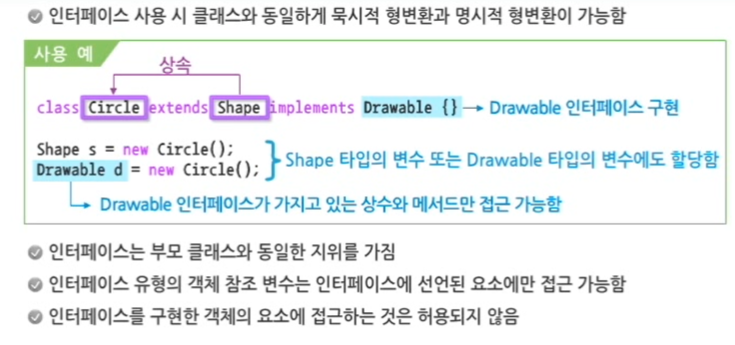 인터페이스 사용 시 클래스와 동일하게 묵시적 형변환과 명시적 형변환이 가능함
사용 예
상속
class Circle extends Shape implements Drawable {} → Drawable 인터페이스 구현
Shape s = new Circle();
Drawable d = new Circle();
Shape 타입의 변수 또는 Drawable 타입의 변수에도 할당함
Drawable 인터페이스가 가지고 있는 상수와 메서드만 접근 가능함
인터페이스는 부모 클래스와 동일한 지위를 가짐
인터페이스 유형의 객체 참조 변수는 인터페이스에 선언된 요소에만 접근 가능함
인터페이스를 구현한 객체의 요소에 접근하는 것은 허용되지 않음